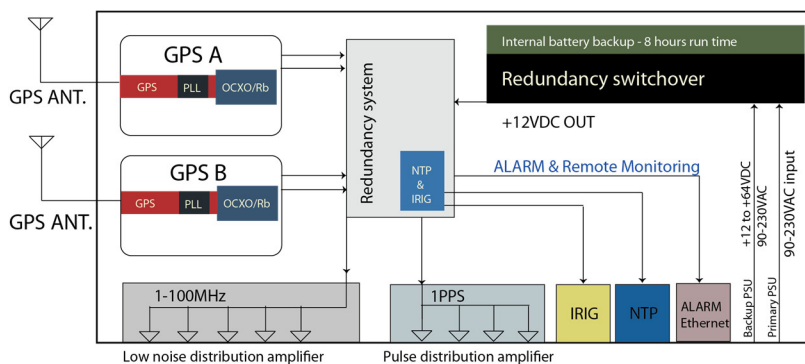 GPS A
GPS
PLL
OCXO/Rb
GPS ANT.
GPS B
GPS
PLL
OCXO/Rb
GPS ANT.
Redundancy system
NTP
&
IRIG
Internal battery backup - 8 hours run time
Redundancy switchover
+12VDC OUT
ALARM & Remote Monitoring
+12 to +64VDC
90-230VAC
90-230VAC input
Backup PSU
Primary PSU
1-100MHz
Low noise distribution amplifier
1PPS
Pulse distribution amplifier
IRIG
NTP
ALARM
Ethernet